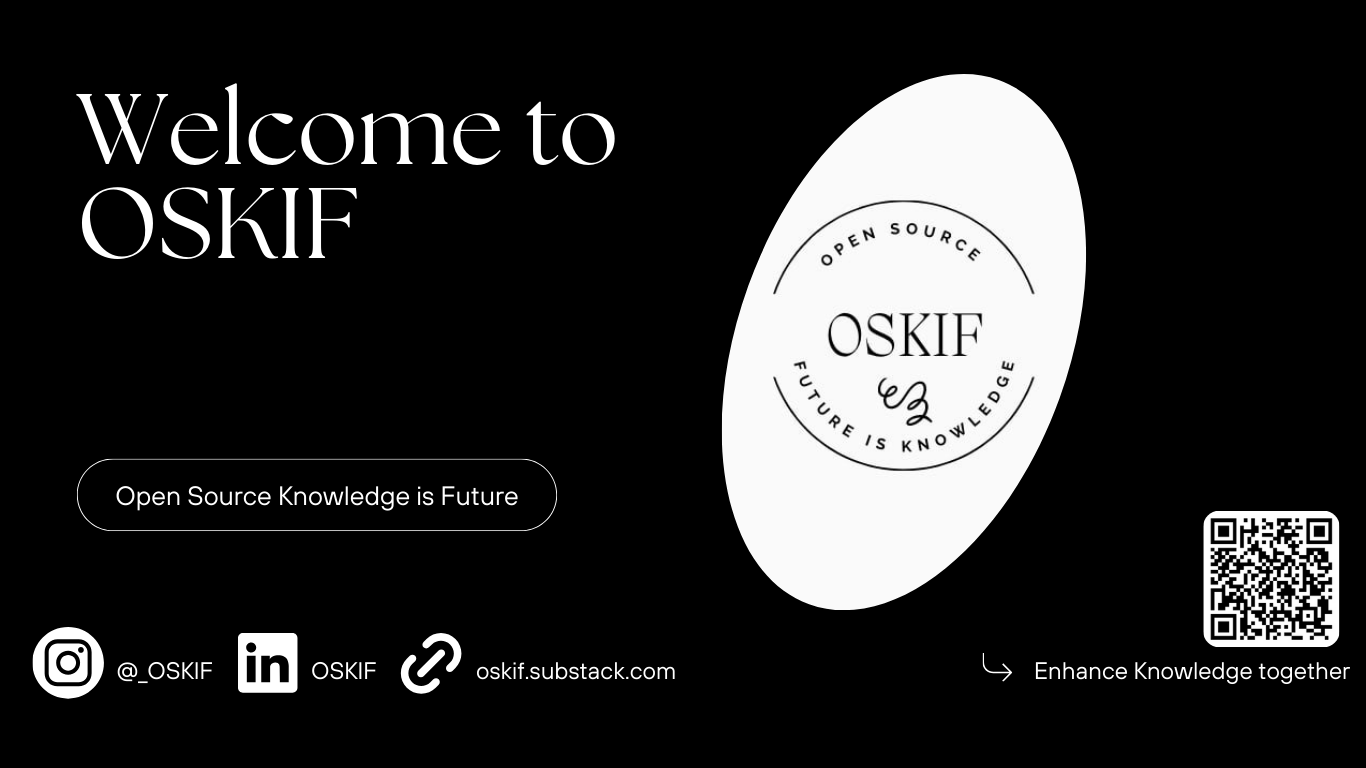 Welcome to
OSKIF
OPEN SOURCE
OSKIF
FUTURE IS KNOWLEDGE
Open Source Knowledge is Future
@_OSKIF
OSKIF
oskif.substack.com
Enhance Knowledge together